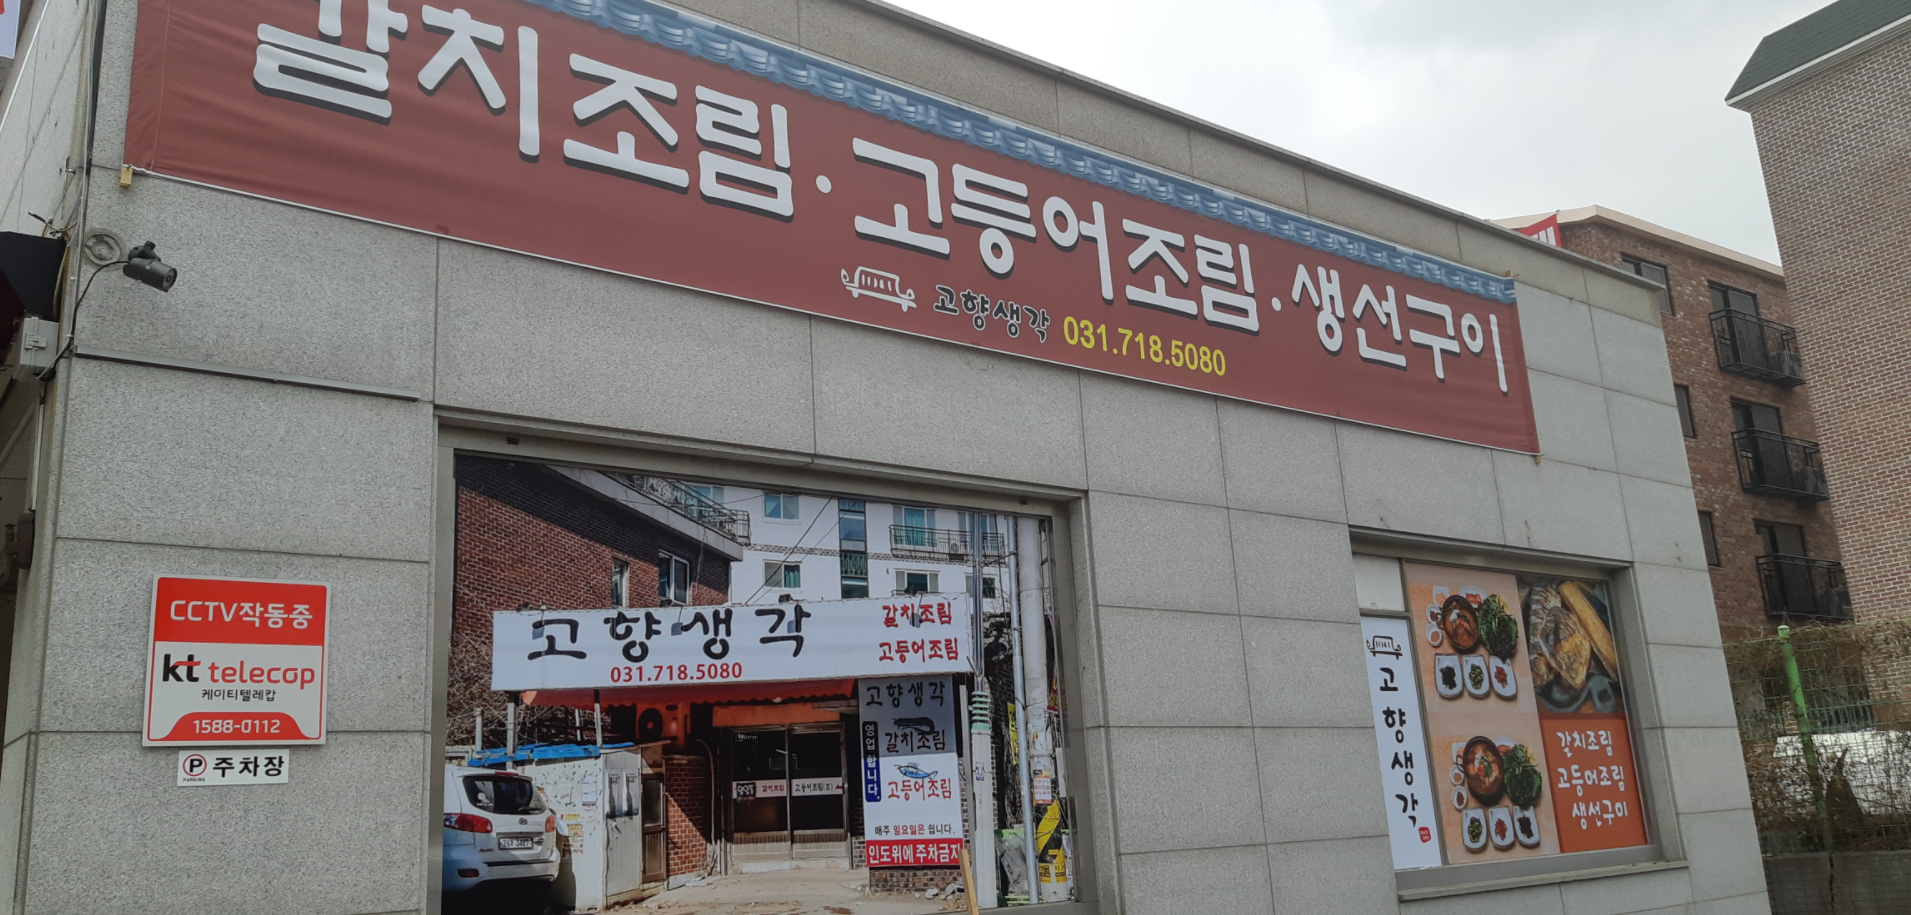 갈치조림·고등어조림·생선구이
고향생각 031.718.5080
CCTV작동중
kt telecop
케이티텔레캅
1588-0112
P PARKING 주차장
고향생각
031.718.5080
갈치조림
고등어조림
고향생각
갈치조림
영업합니다.
고등어조림
매주 일요일은 쉽니다.
인도위에 주차금지
갈치조림
고향생각
갈치조림
고등어조림
생선구이